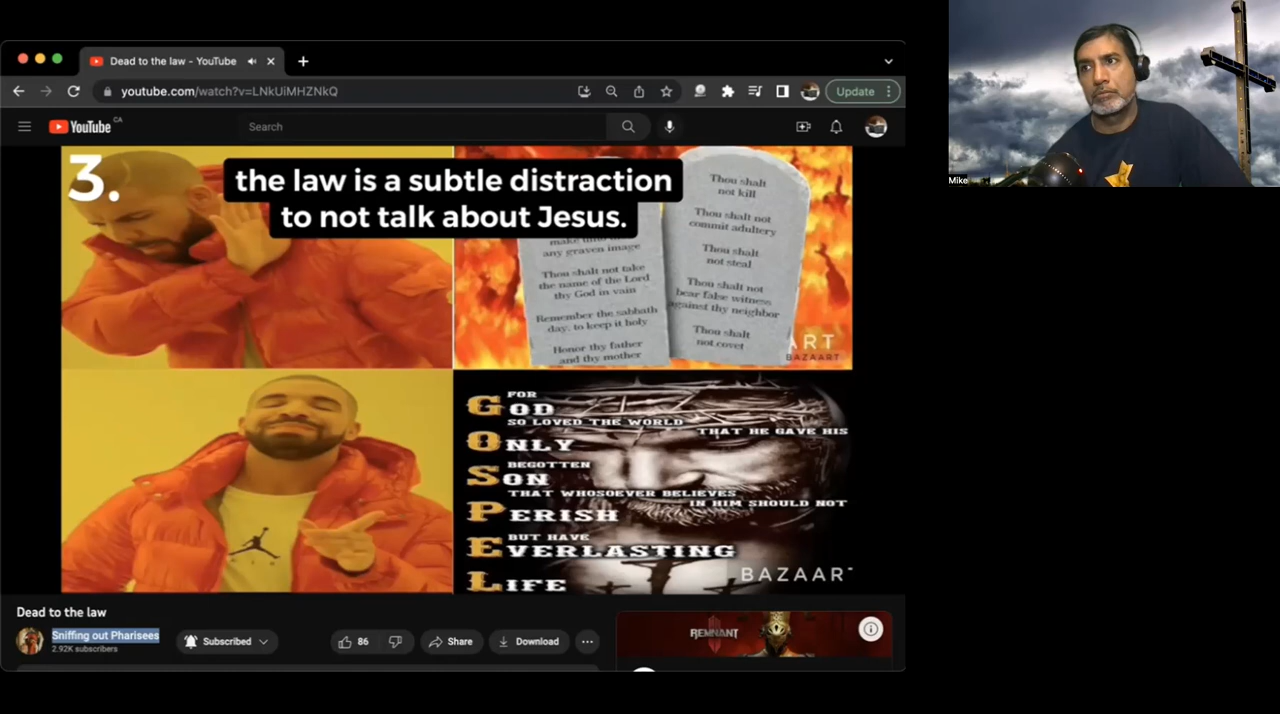 Dead to the law - YouTube
youtube.com/watch?v=LNkUiMHZNkQ
Update
YouTube CA
Search
3.
the law is a subtle distraction
to not talk about Jesus.
make unto
any graven image
Thou shalt not take
the name of the Lord
thy God in vain
Remember the sabbath
day, to keep it holy
Honor thy father
and thy mother
Thou shalt
not kill
Thou shalt not
commit adultery
Thou shalt
not steal
Thou shalt not
bear false witness
against thy neighbor
Thou shalt
not covet
ART
BAZAART
FOR
GOD
SO LOVED THE WORLD
THAT HE GAVE HIS
ONLY
BEGOTTEN
SON
THAT WHOSOEVER BELIEVES
IN HIM SHOULD NOT
PERISH
BUT HAVE
EVERLASTING
LIFE
BAZAART
Dead to the law
Sniffing out Pharisees
2.92K subscribers
Subscribed
86
Share
Download
REMNANT
Mike